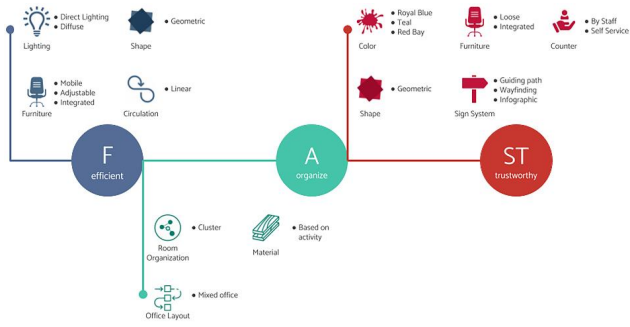 • Direct Lighting
• Diffuse
Lighting
• Geometric
Shape
• Mobile
• Adjustable
• Integrated
Furniture
• Linear
Circulation
• Royal Blue
• Teal
• Red Bay
Color
• Loose
• Integrated
Furniture
• By Staff
• Self Service
Counter
• Geometric
Shape
• Guiding path
• Wayfinding
• Infographic
Sign System
F
efficient
A
organize
ST
trustworthy
• Cluster
Room
Organization
• Based on
activity
Material
• Mixed office
Office Layout